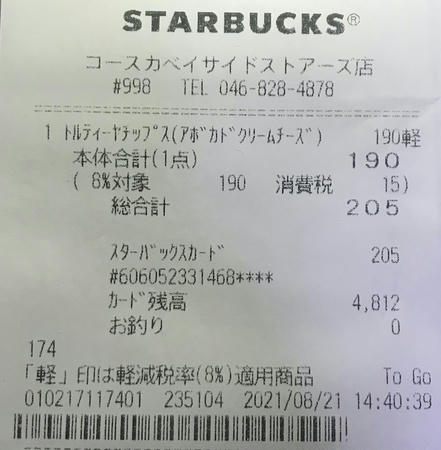 STARBUCKS®
コースカベイサイドストアーズ店
#998 TEL 046-828-4878
1 ﾄﾙﾃｨｰﾔﾁｯﾌﾟｽ(ｱﾎﾞｶﾄﾞｸﾘｰﾑﾁｰｽﾞ) 190軽
本体合計(1点) 190
( 8%対象 190 消費税 15)
総合計 205
ｽﾀｰﾊﾞｯｸｽｶｰﾄﾞ 205
#606052331468****
ｶｰﾄﾞ残高 4,812
お釣り 0
174
「軽」印は軽減税率(8%)適用商品 To Go
010217117401 235104 2021/08/21 14:40:39